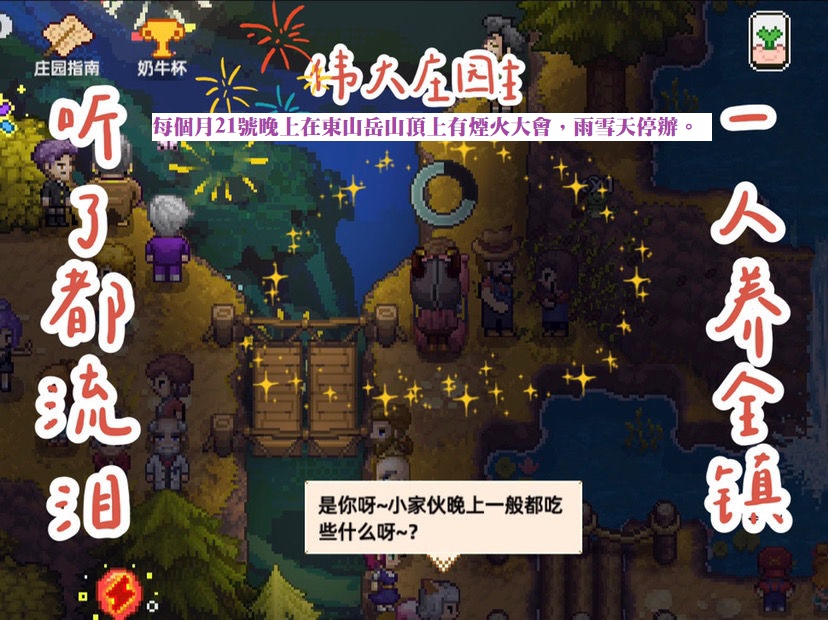 庄园指南
奶牛杯
伟大庄园主
每個月21號晚上在東山岳山頂上有煙火大會，雨雪天停辦。
听了都流泪
一人养全镇
X1
是你呀~小家伙晚上一般都吃
些什么呀~?